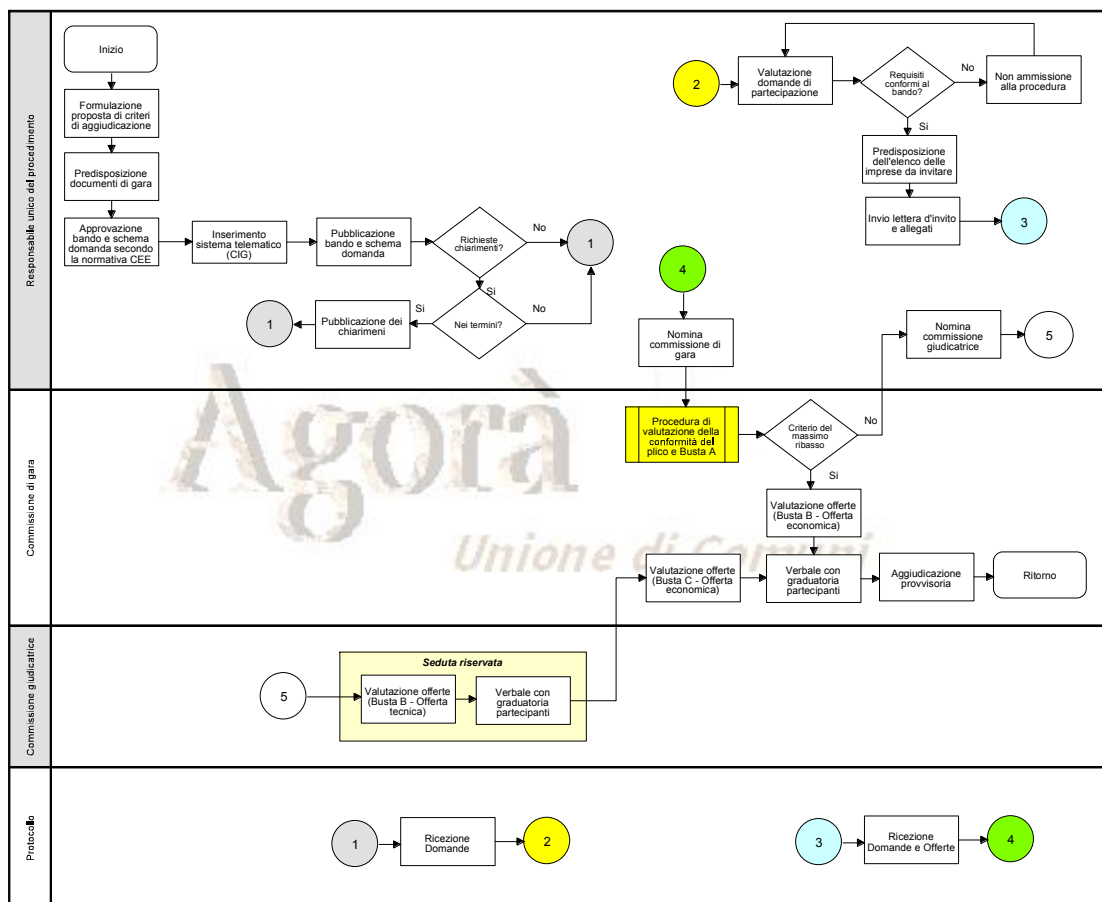 Responsabile unico del procedimento
Inizio
Formulazione
proposta di criteri
di aggiudicazione
Predisposizione
documenti di gara
Approvazione
bando e schema
domanda secondo
la normativa CEE
Inserimento
sistema telematico
(CIG)
Pubblicazione
bando e schema
domanda
Richieste
chiarimenti?
No
1
Si
Nei termini?
No
Si
Pubblicazione dei
chiarimeni
1
2
Valutazione
domande di
partecipazione
Requisiti
conformi al
bando?
No
Non ammissione
alla procedura
Si
Predisposizione
dell'elenco delle
imprese da invitare
Invio lettera d'invito
e allegati
3
4
Nomina
commissione di
gara
Nomina
commissione
giudicatrice
5
Commissione di gara
Agorà
Unione di Comuni
Procedura di
valutazione della
conformità del
plico e Busta A
Criterio del
massimo
ribasso
No
Si
Valutazione offerte
(Busta B - Offerta
economica)
Valutazione offerte
(Busta C - Offerta
economica)
Verbale con
graduatoria
partecipanti
Aggiudicazione
provvisoria
Ritorno
Commissione giudicatrice
5
Seduta riservata
Valutazione offerte
(Busta B - Offerta
tecnica)
Verbale con
graduatoria
partecipanti
Protocollo
1
Ricezione
Domande
2
3
Ricezione
Domande e Offerte
4